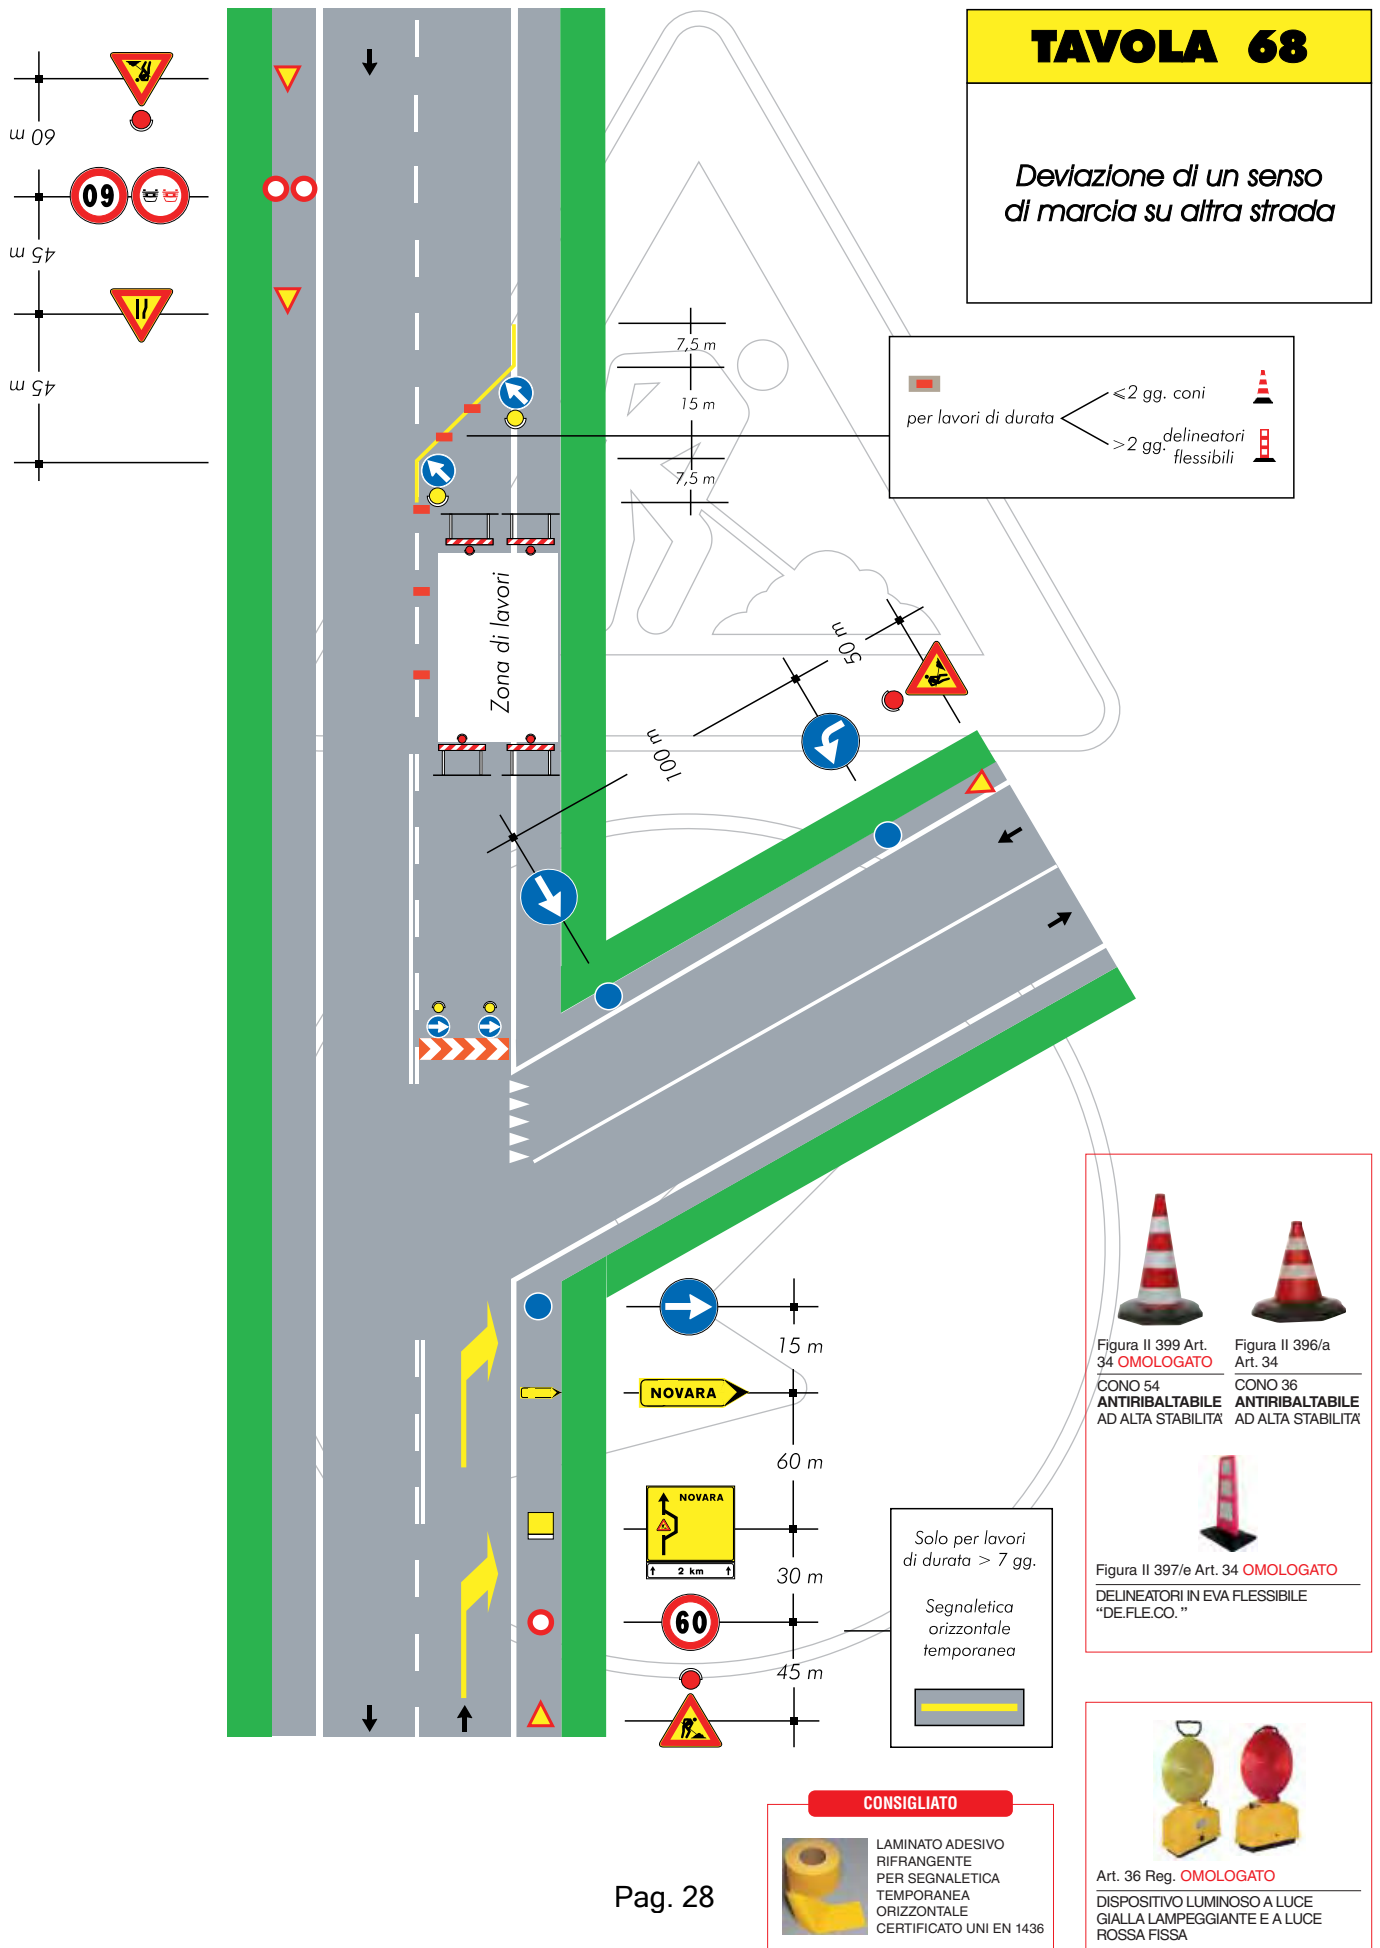 TAVOLA 68
Deviazione di un senso
di marcia su altra strada
60 m
60
45 m
45 m
7,5 m
15 m
7,5 m
per lavori di durata
≤2 gg. coni
>2 gg. delineatori
flessibili
Zona di lavori
50 m
100 m
15 m
NOVARA
60 m
NOVARA
2 km
30 m
60
45 m
Solo per lavori
di durata > 7 gg.
Segnaletica
orizzontale
temporanea
Figura II 399 Art.
34 OMOLOGATO
CONO 54
ANTIRIBALTABILE
AD ALTA STABILITA'
Figura II 396/a
Art. 34
CONO 36
ANTIRIBALTABILE
AD ALTA STABILITA'
Figura II 397/e Art. 34 OMOLOGATO
DELINEATORI IN EVA FLESSIBILE
“DE.FLE.CO. ”
CONSIGLIATO
LAMINATO ADESIVO
RIFRANGENTE
PER SEGNALETICA
TEMPORANEA
ORIZZONTALE
CERTIFICATO UNI EN 1436
Art. 36 Reg. OMOLOGATO
DISPOSITIVO LUMINOSO A LUCE
GIALLA LAMPEGGIANTE E A LUCE
ROSSA FISSA
Pag. 28